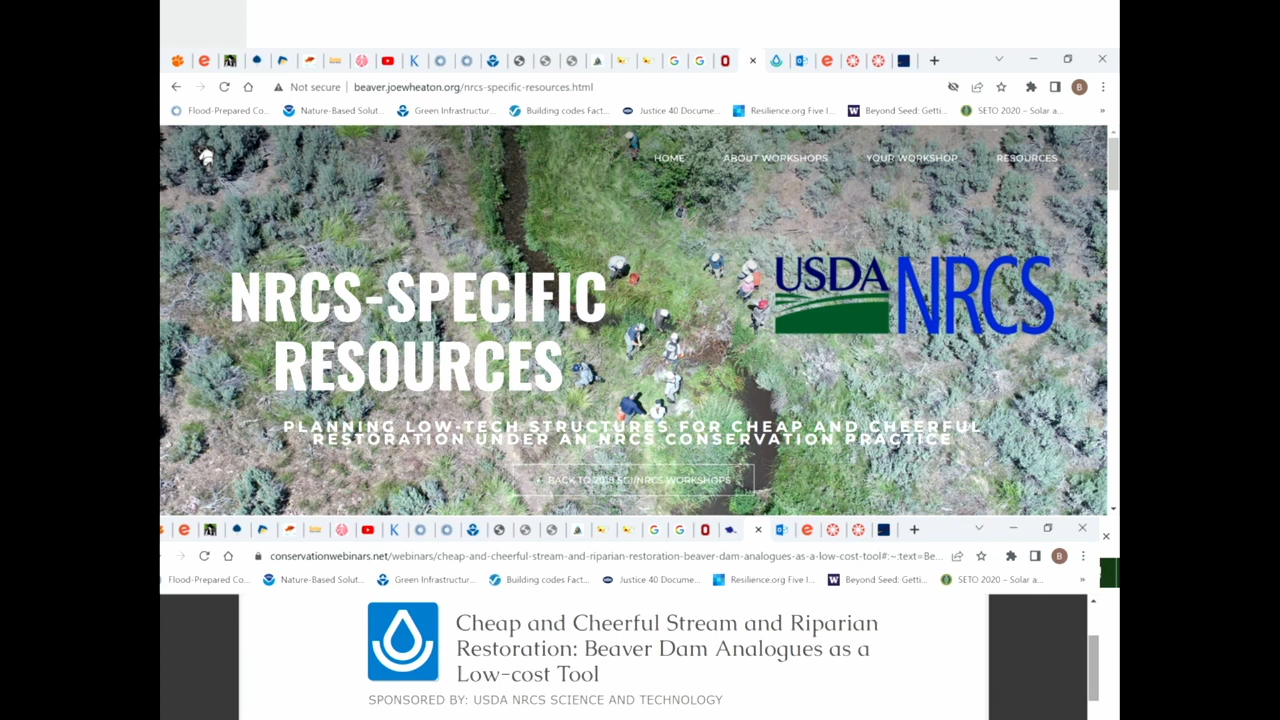 Not secure | beaver.joewheaton.org/nrcs-specific-resources.html
B
Flood-Prepared Co... Nature-Based Solut... Green Infrastructur... Building codes Fact... Justice 40 Docume... Resilience.org Five I... Beyond Seed: Getti... SETO 2020 – Solar a... »
HOME ABOUT WORKSHOPS YOUR WORKSHOP RESOURCES
USDA NRCS
NRCS-SPECIFIC
RESOURCES
PLANNING LOW-TECH STRUCTURES FOR CHEAP AND CHEERFUL
RESTORATION UNDER AN NRCS CONSERVATION PRACTICE
BACK TO 2018 SGI/NRCS WORKSHOPS
conservationwebinars.net/webinars/cheap-and-cheerful-stream-and-riparian-restoration-beaver-dam-analogues-as-a-low-cost-tool#:~:text=Be...
B
Flood-Prepared Co... Nature-Based Solut... Green Infrastructur... Building codes Fact... Justice 40 Docume... Resilience.org Five I... Beyond Seed: Getti... SETO 2020 – Solar a... »
Cheap and Cheerful Stream and Riparian
Restoration: Beaver Dam Analogues as a
Low-cost Tool
SPONSORED BY: USDA NRCS SCIENCE AND TECHNOLOGY